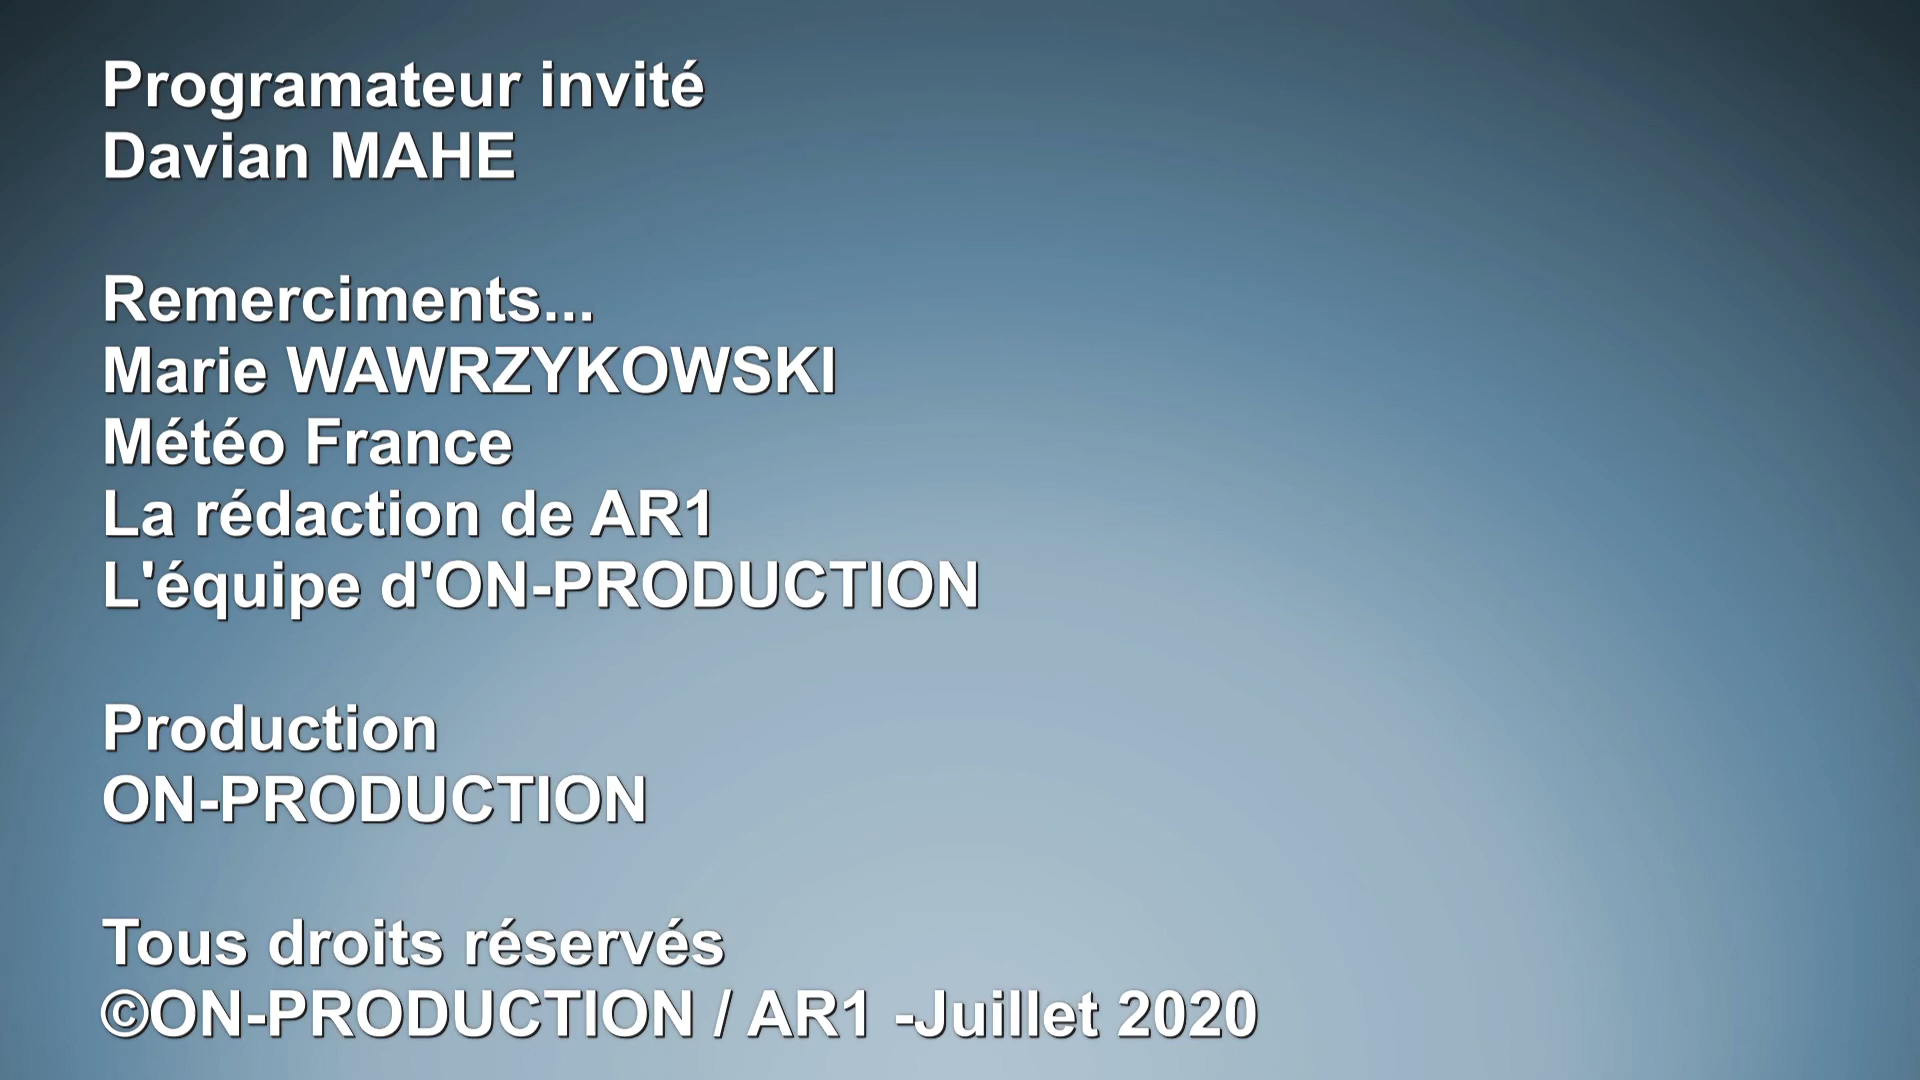 Programateur invité
Davian MAHE
Remerciments...
Marie WAWRZYKOWSKI
Météo France
La rédaction de AR1
L'équipe d'ON-PRODUCTION
Production
ON-PRODUCTION
Tous droits réservés
©ON-PRODUCTION / AR1 -Juillet 2020